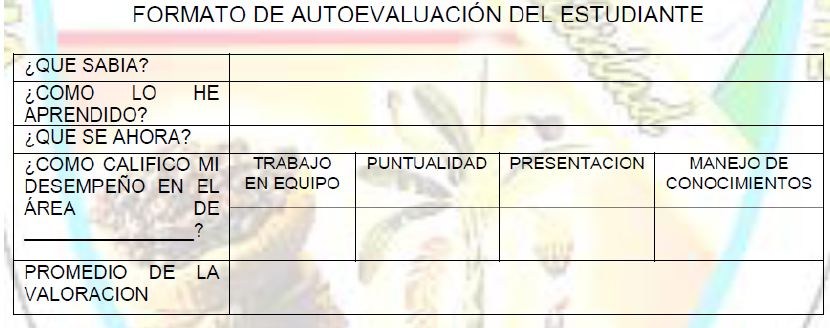 FORMATO DE AUTOEVALUACIÓN DEL ESTUDIANTE
¿QUE SABIA?
¿COMO LO HE
APRENDIDO?
¿QUE SE AHORA?
¿COMO CALIFICO MI
DESEMPEÑO EN EL
ÁREA DE
________________?
TRABAJO
EN EQUIPO
PUNTUALIDAD
PRESENTACION
MANEJO DE
CONOCIMIENTOS
PROMEDIO DE LA
VALORACION